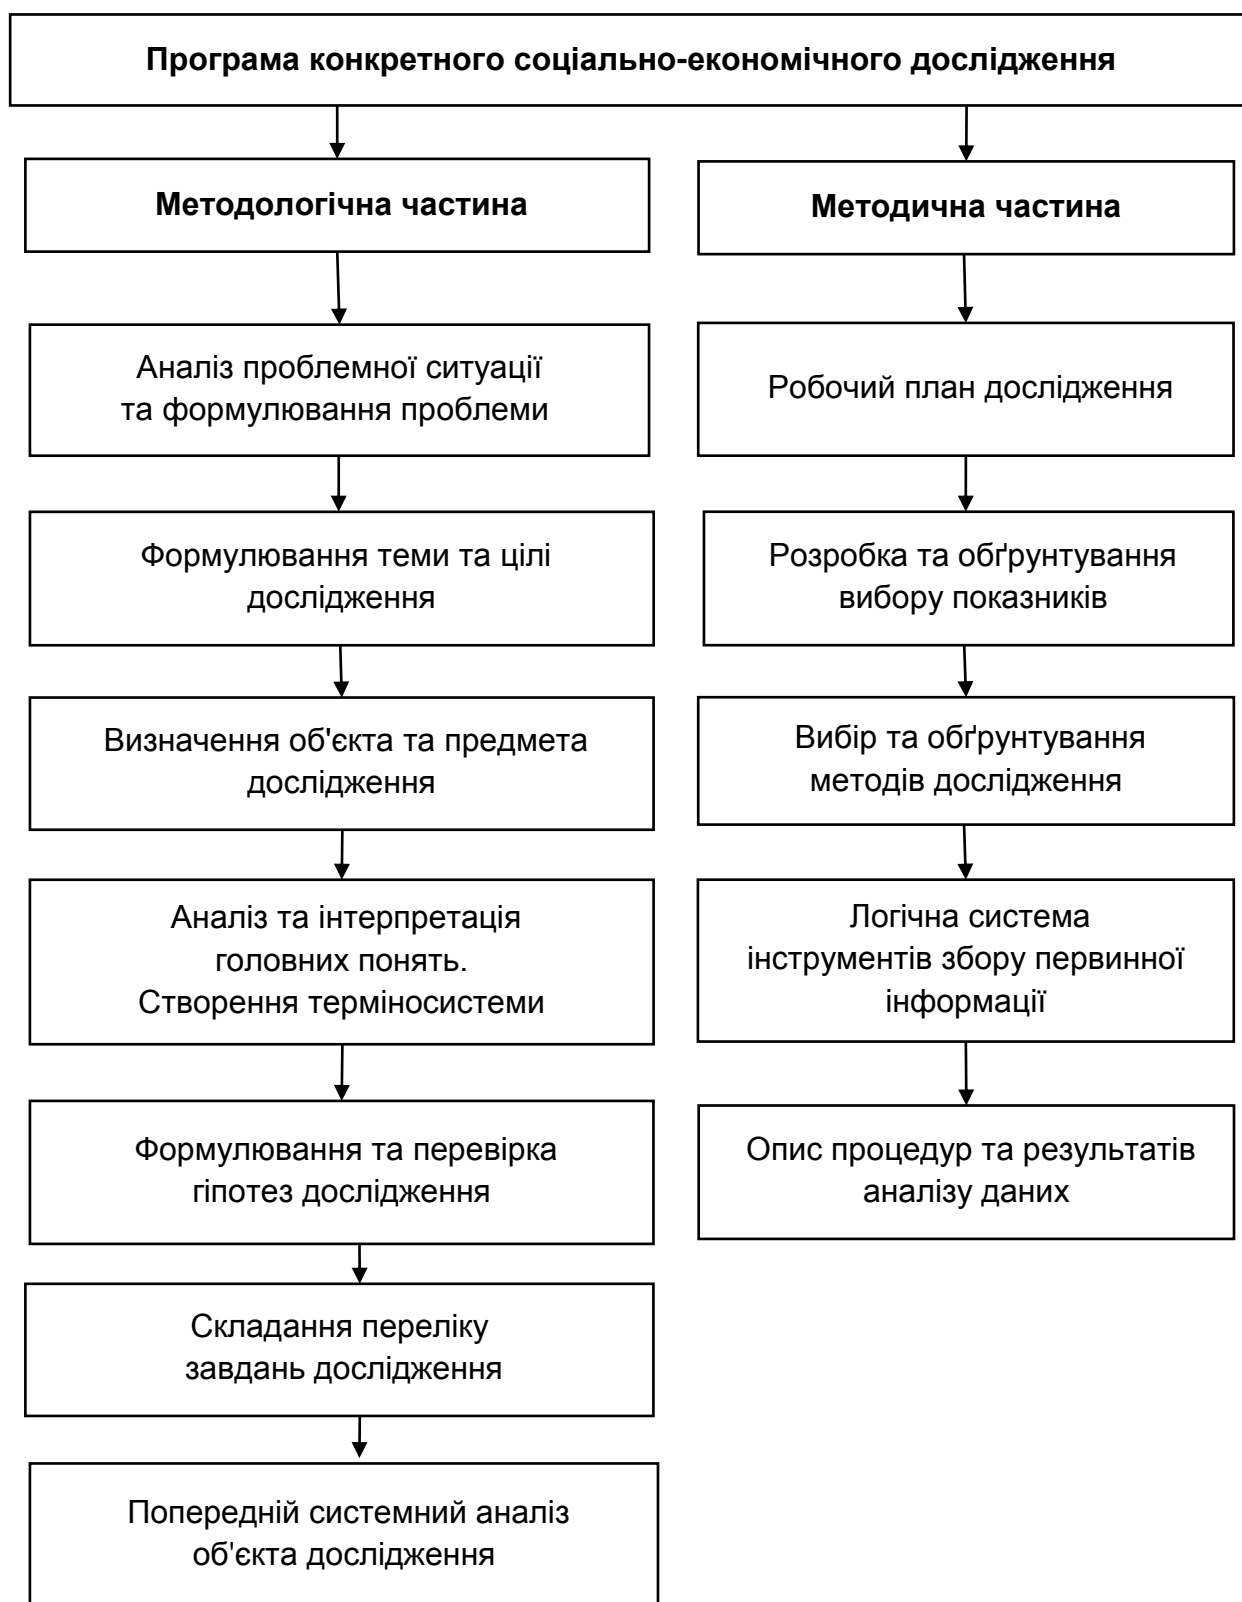 Програма конкретного соціально-економічного дослідження
Методологічна частина
Аналіз проблемної ситуації
та формулювання проблеми
Формулювання теми та цілі
дослідження
Визначення об'єкта та предмета
дослідження
Аналіз та інтерпретація
головних понять.
Створення терміносистеми
Формулювання та перевірка
гіпотез дослідження
Складання переліку
завдань дослідження
Попередній системний аналіз
об'єкта дослідження
Методична частина
Робочий план дослідження
Розробка та обґрунтування
вибору показників
Вибір та обґрунтування
методів дослідження
Логічна система
інструментів збору первинної
інформації
Опис процедур та результатів
аналізу даних